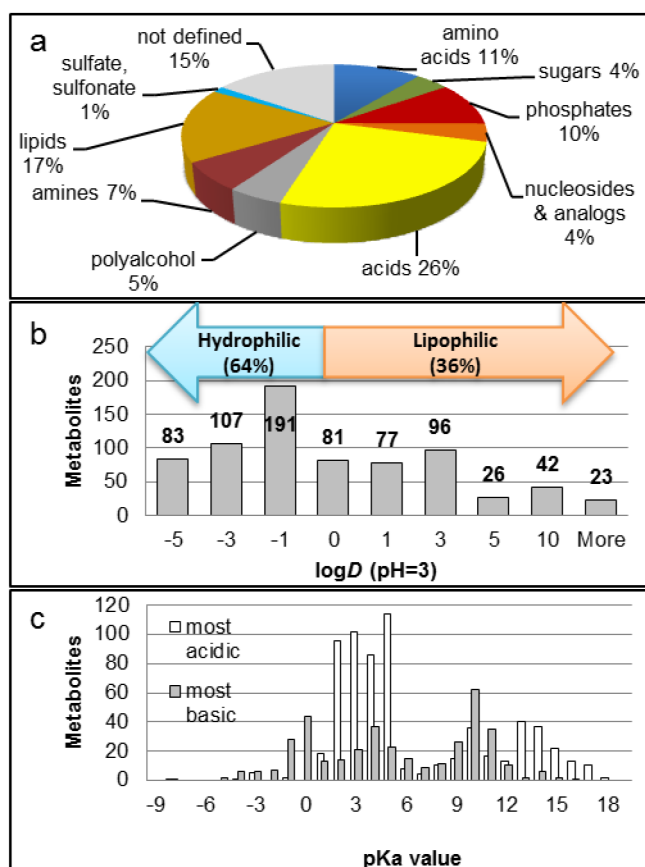 a
not defined
15%
amino
acids 11%
sulfate,
sulfonate
1%
sugars 4%
phosphates
10%
lipids
17%
amines 7%
nucleosides
& analogs
4%
polyalcohol
5%
acids 26%
b
Hydrophilic
(64%)
Lipophilic
(36%)
Metabolites
250
200
150
100
50
0
83
107
191
81
77
96
26
42
23
-5 -3 -1 0 1 3 5 10 More
logD (pH=3)
c
Metabolites
120
100
80
60
40
20
0
most
acidic
most
basic
-9 -6 -3 0 3 6 9 12 15 18
pKa value